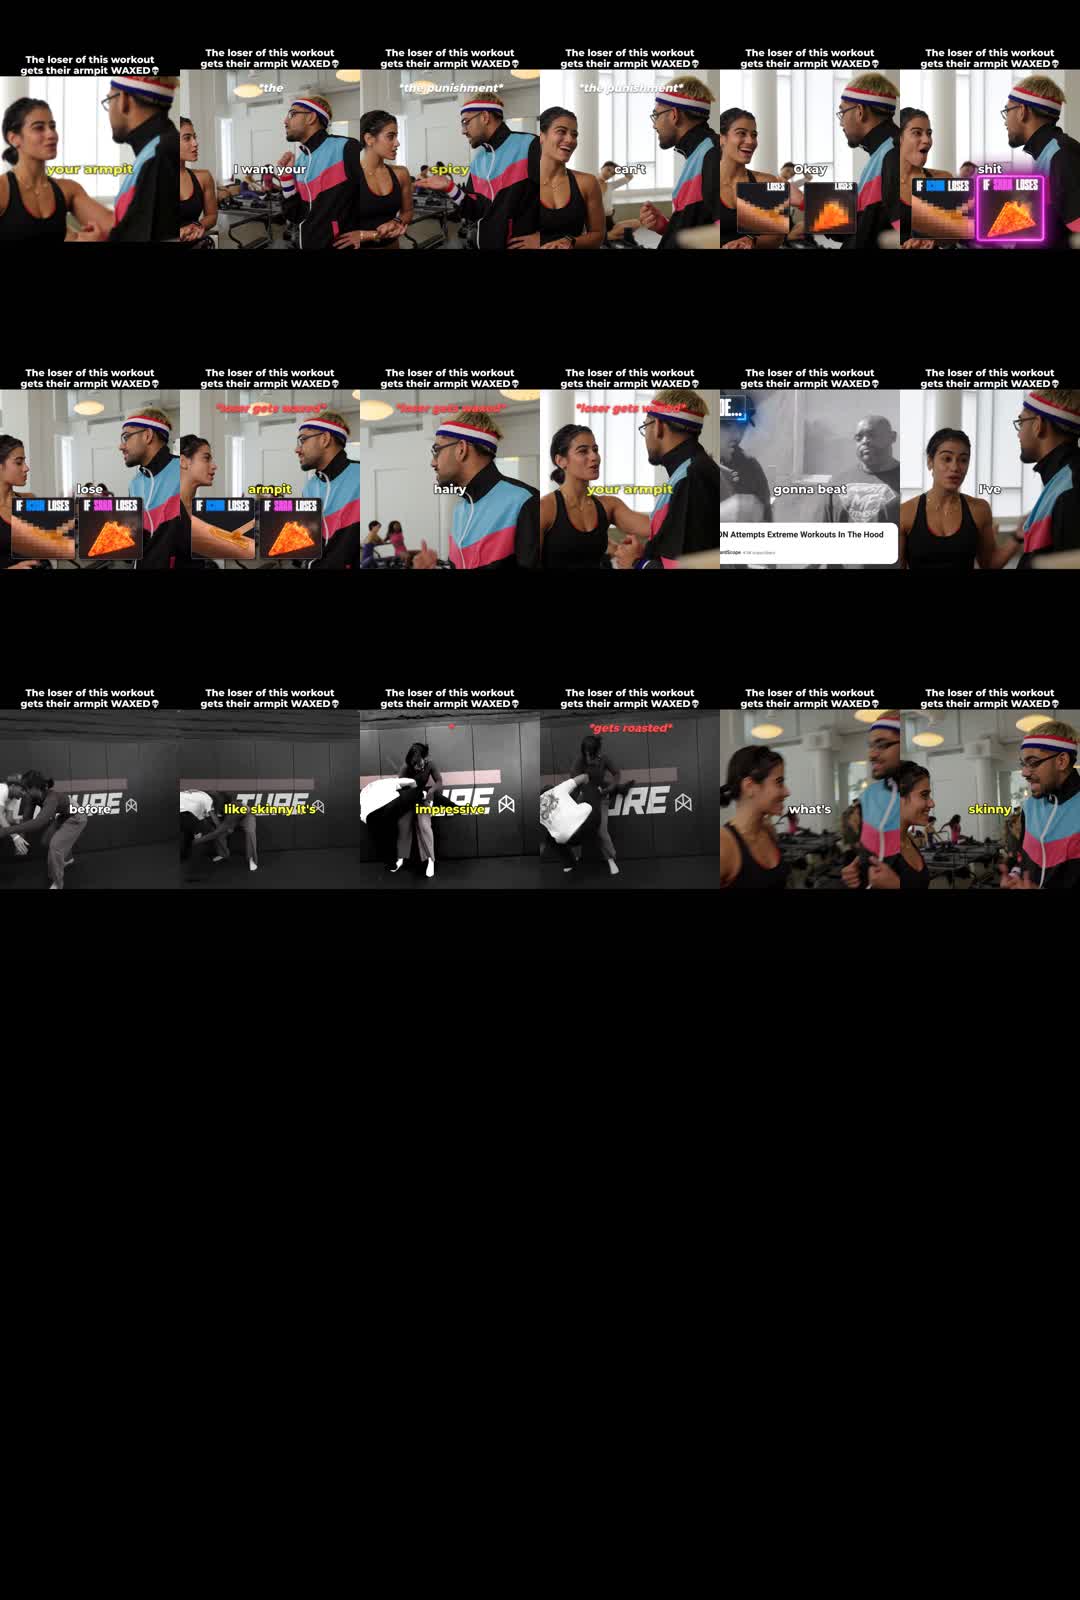 The loser of this workout
gets their armpit WAXED💀
your armpit
The loser of this workout
gets their armpit WAXED💀
*the
I want your
The loser of this workout
gets their armpit WAXED💀
*the punishment*
spicy
The loser of this workout
gets their armpit WAXED💀
*the punishment*
can't
The loser of this workout
gets their armpit WAXED💀
Okay
LOSES
LOSES
The loser of this workout
gets their armpit WAXED💀
shit
IF LOSES
IF SARA LOSES
The loser of this workout
gets their armpit WAXED💀
lose
IF LOSES
IF SARA LOSES
The loser of this workout
gets their armpit WAXED💀
*loser gets waxed*
armpit
IF LOSES
IF SARA LOSES
The loser of this workout
gets their armpit WAXED💀
*loser gets waxed*
hairy
The loser of this workout
gets their armpit WAXED💀
*loser gets waxed*
your armpit
The loser of this workout
gets their armpit WAXED💀
DE...
gonna beat
ON Attempts Extreme Workouts In The Hood
The loser of this workout
gets their armpit WAXED💀
I've
The loser of this workout
gets their armpit WAXED💀
before
The loser of this workout
gets their armpit WAXED💀
like skinny It's
The loser of this workout
gets their armpit WAXED💀
*
impressive
The loser of this workout
gets their armpit WAXED💀
*gets roasted*
URE
The loser of this workout
gets their armpit WAXED💀
what's
The loser of this workout
gets their armpit WAXED💀
skinny